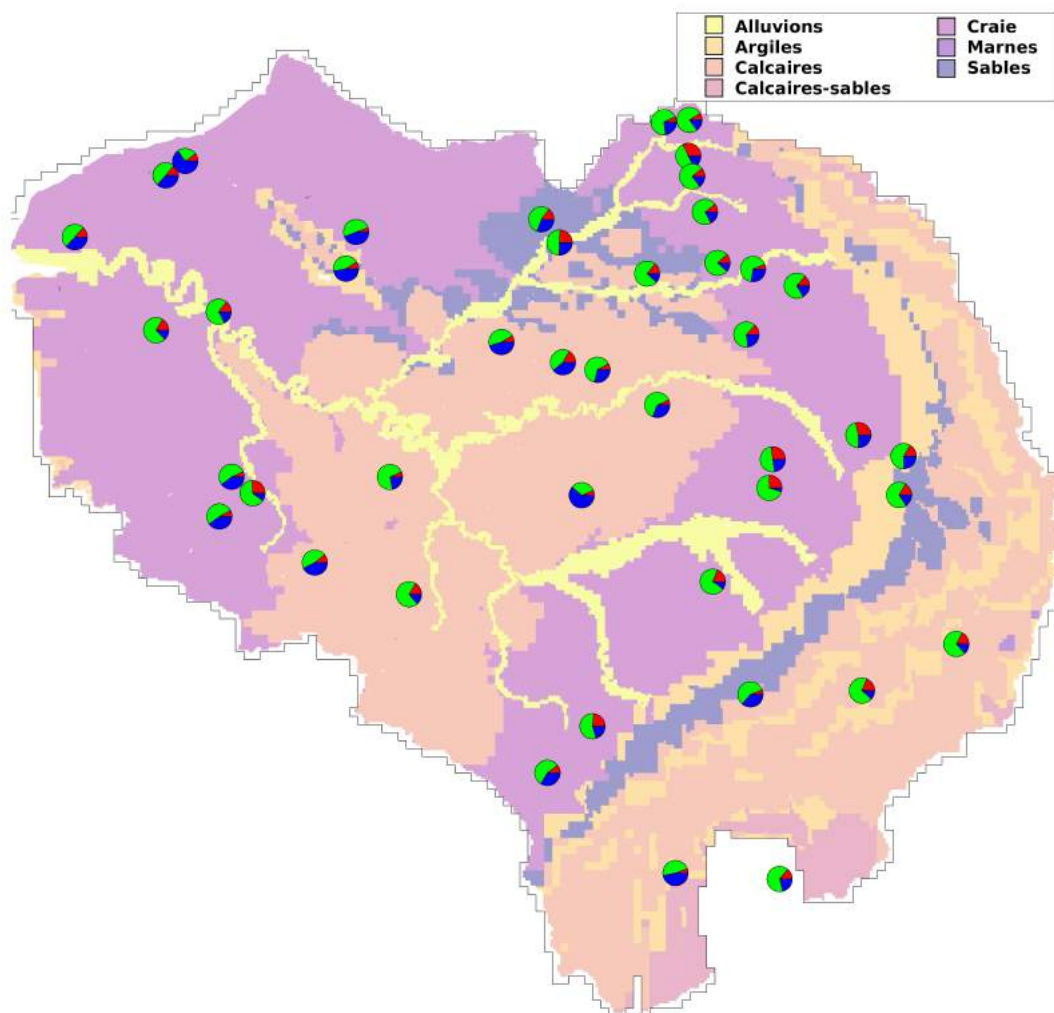 Alluvions
Argiles
Calcaires
Calcaires-sables
Craie
Marnes
Sables